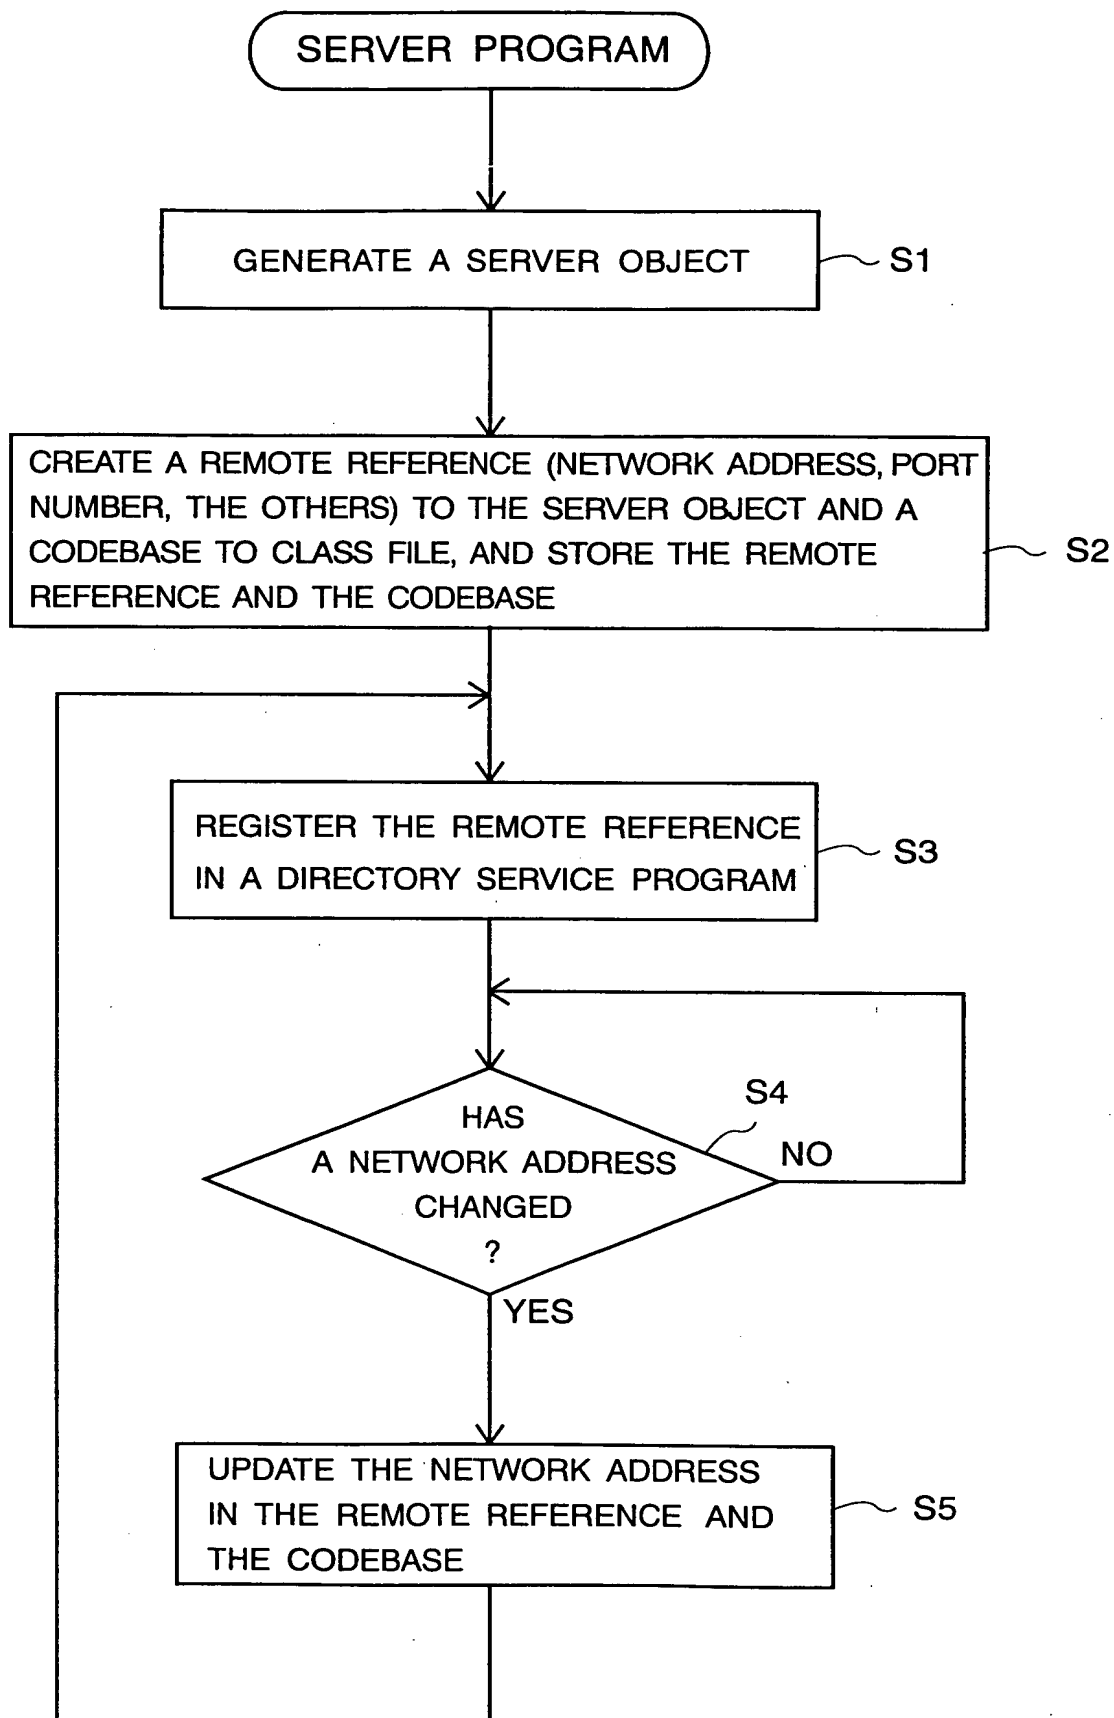 SERVER PROGRAM
GENERATE A SERVER OBJECT
S1
CREATE A REMOTE REFERENCE (NETWORK ADDRESS, PORT
NUMBER, THE OTHERS) TO THE SERVER OBJECT AND A
CODEBASE TO CLASS FILE, AND STORE THE REMOTE
REFERENCE AND THE CODEBASE
S2
REGISTER THE REMOTE REFERENCE
IN A DIRECTORY SERVICE PROGRAM
S3
HAS
A NETWORK ADDRESS
CHANGED
?
S4
NO
YES
UPDATE THE NETWORK ADDRESS
IN THE REMOTE REFERENCE AND
THE CODEBASE
S5